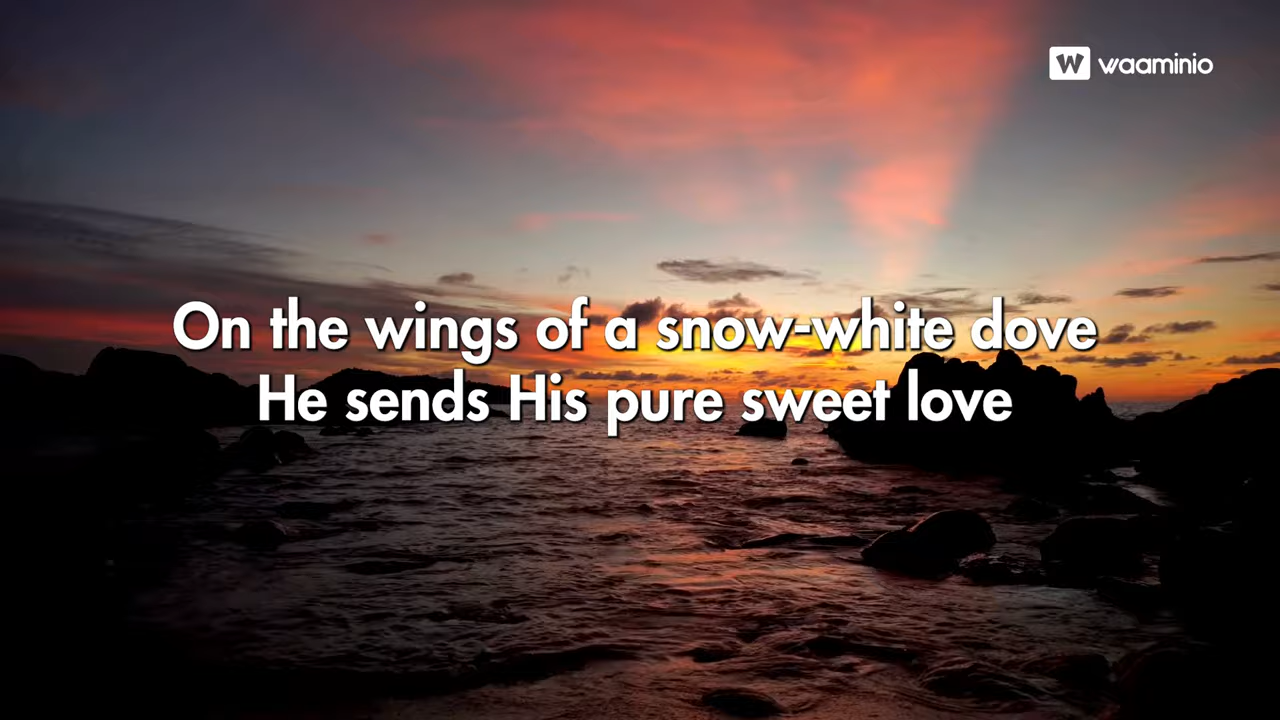 W waaminio
On the wings of a snow-white dove
He sends His pure sweet love